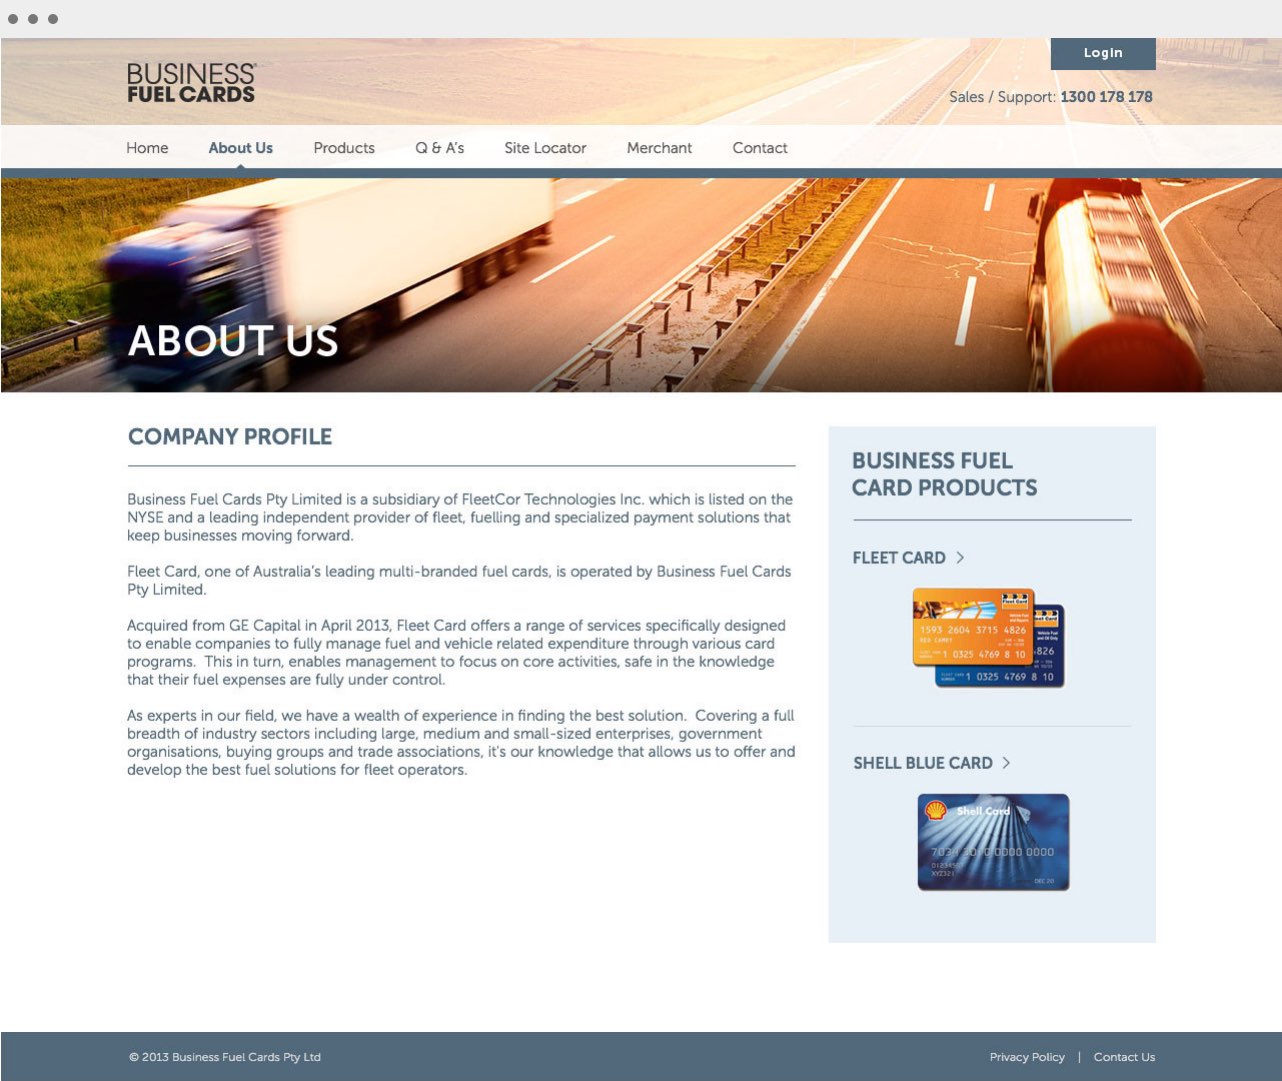 Login
BUSINESS
FUEL CARDS
Sales / Support: 1300 178 178
Home About Us Products Q & A's Site Locator Merchant Contact
ABOUT US
COMPANY PROFILE
Business Fuel Cards Pty Limited is a subsidiary of FleetCor Technologies Inc. which is listed on the
NYSE and a leading independent provider of fleet, fuelling and specialized payment solutions that
keep businesses moving forward.
Fleet Card, one of Australia's leading multi-branded fuel cards, is operated by Business Fuel Cards
Pty Limited.
Acquired from GE Capital in April 2013, Fleet Card offers a range of services specifically designed
to enable companies to fully manage fuel and vehicle related expenditure through various card
programs.  This in turn, enables management to focus on core activities, safe in the knowledge
that their fuel expenses are fully under control.
As experts in our field, we have a wealth of experience in finding the best solution.  Covering a full
breadth of industry sectors including large, medium and small-sized enterprises, government
organisations, buying groups and trade associations, it's our knowledge that allows us to offer and
develop the best fuel solutions for fleet operators.
BUSINESS FUEL
CARD PRODUCTS
FLEET CARD >
Fleet Card
1593 2604 3715 4826
1 0325 4769 8 10
826
1 0325 4769 8 10
SHELL BLUE CARD >
Shell Card
0000 0000
XYZ321
DEC 20
© 2013 Business Fuel Cards Pty Ltd
Privacy Policy | Contact Us